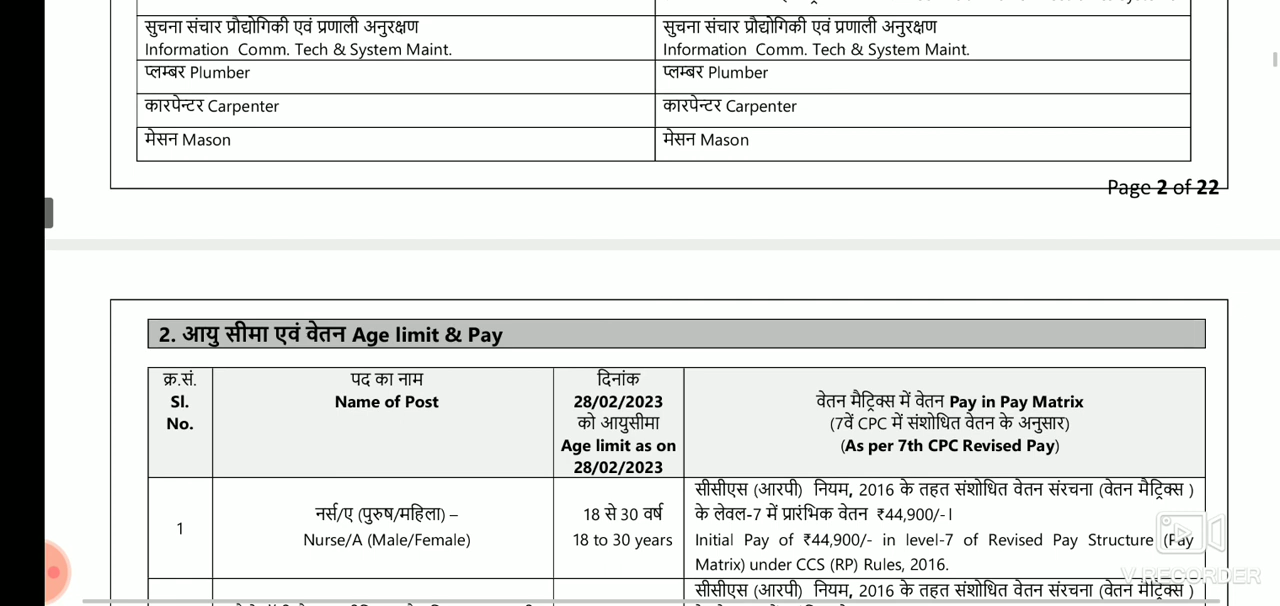 सुचना संचार प्रौद्योगिकी एवं प्रणाली अनुरक्षण
Information Comm. Tech & System Maint.
सुचना संचार प्रौद्योगिकी एवं प्रणाली अनुरक्षण
Information Comm. Tech & System Maint.
प्लम्बर Plumber
प्लम्बर Plumber
कारपेन्टर Carpenter
कारपेन्टर Carpenter
मेसन Mason
मेसन Mason
Page 2 of 22
2. आयु सीमा एवं वेतन Age limit & Pay
क्र.सं.
Sl.
No.
पद का नाम
Name of Post
दिनांक
28/02/2023
को आयुसीमा
Age limit as on
28/02/2023
वेतन मैट्रिक्स में वेतन Pay in Pay Matrix
(7वें CPC में संशोधित वेतन के अनुसार)
(As per 7th CPC Revised Pay)
1
नर्स/ए (पुरुष/महिला) –
Nurse/A (Male/Female)
18 से 30 वर्ष
18 to 30 years
सीसीएस (आरपी) नियम, 2016 के तहत संशोधित वेतन संरचना (वेतन मैट्रिक्स )
के लेवल-7 में प्रारंभिक वेतन ₹44,900/-।
Initial Pay of ₹44,900/- in level-7 of Revised Pay Structure (Pay
Matrix) under CCS (RP) Rules, 2016.
सीसीएस (आरपी) नियम, 2016 के तहत संशोधित वेतन संरचना (वेतन मैट्रिक्स )
V RECORDER